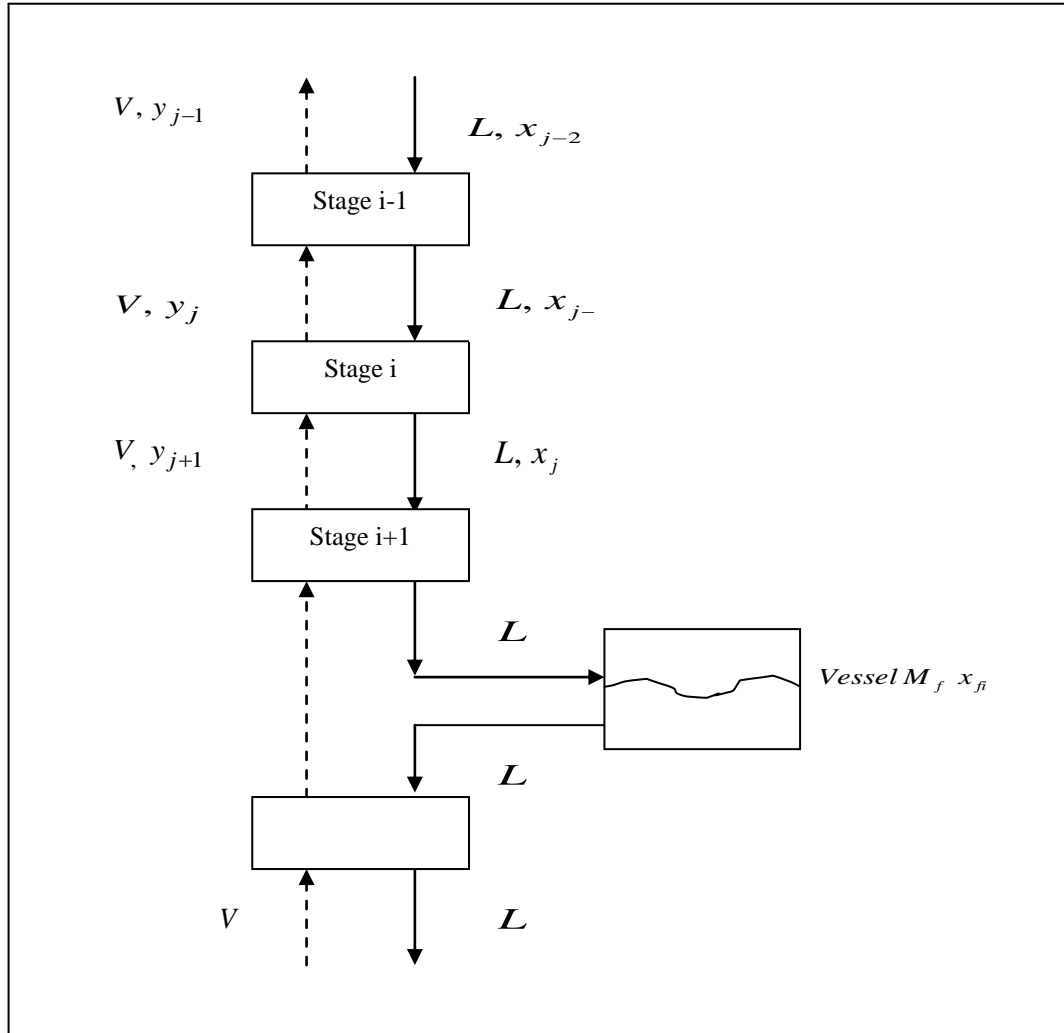 V, y_{j-1}
L, x_{j-2}
Stage i-1
V, y_j
L, x_{j-}
Stage i
V, y_{j+1}
L, x_j
Stage i+1
L
Vessel M_f x_{fi}
L
V
L